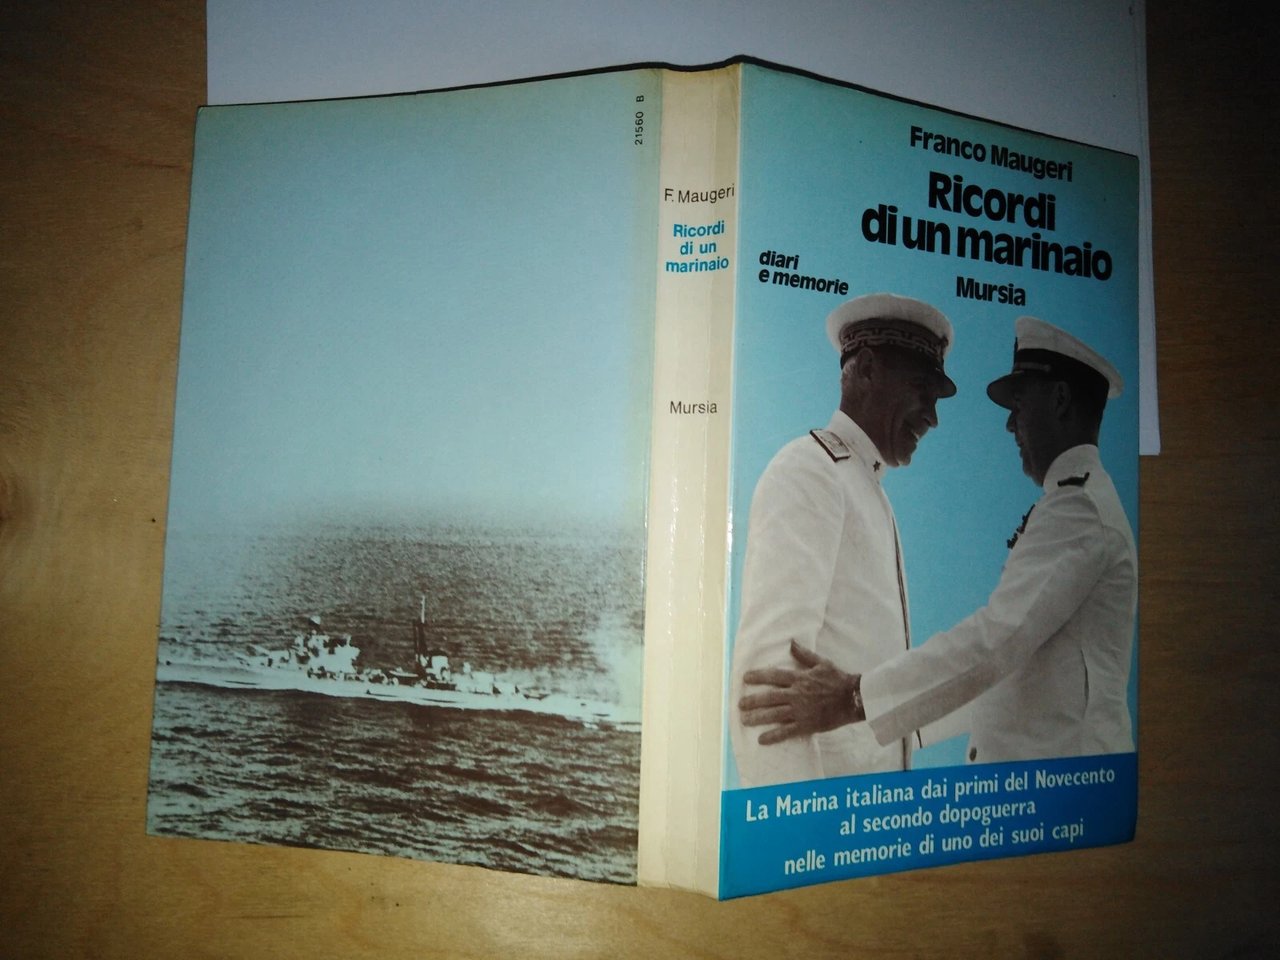 21560 B
F. Maugeri
Ricordi
di un
marinaio
Mursia
Franco Maugeri
Ricordi
di un marinaio
diari
e memorie
Mursia
La Marina italiana dai primi del Novecento
al secondo dopoguerra
nelle memorie di uno dei suoi capi